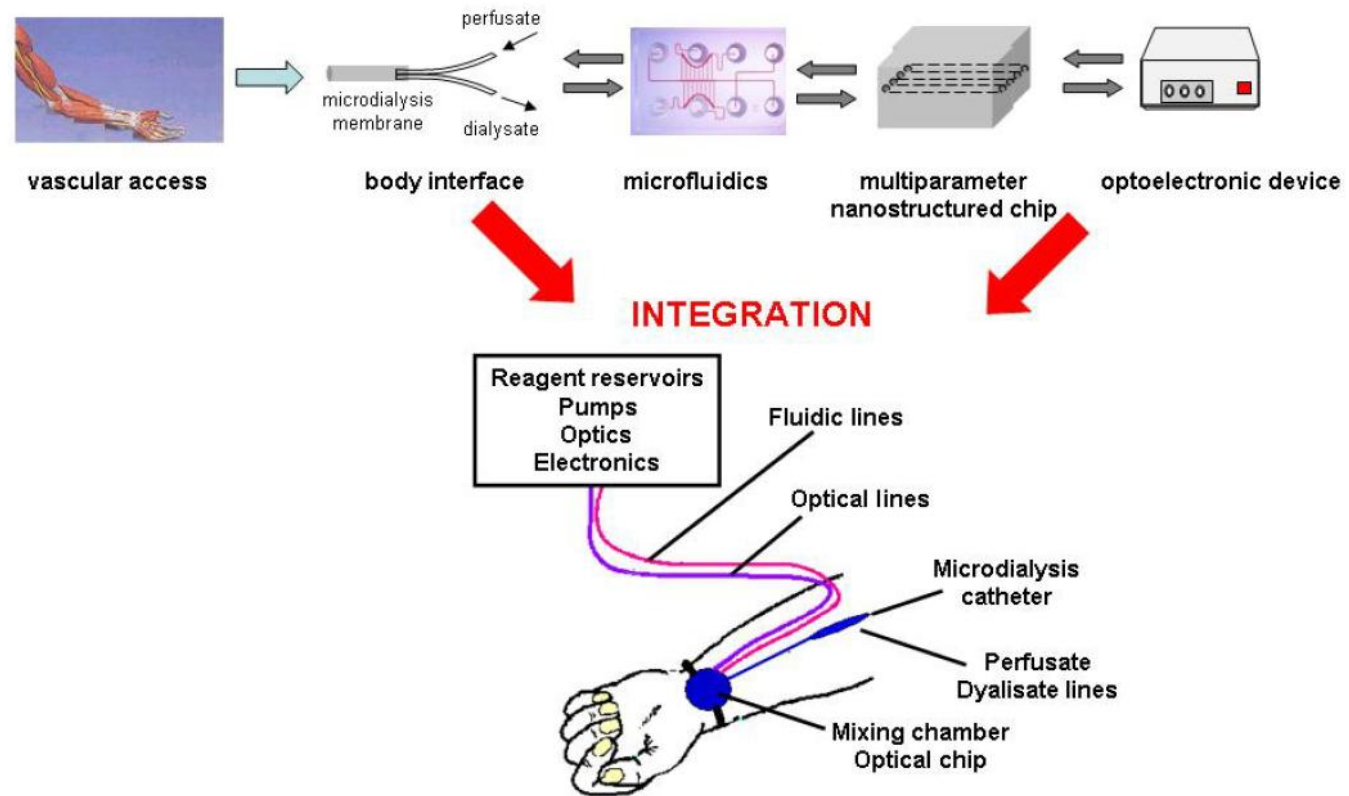 perfusate
microdialysis
membrane
dialysate
vascular access
body interface
microfluidics
multiparameter
nanostructured chip
optoelectronic device
INTEGRATION
Reagent reservoirs
Pumps
Optics
Electronics
Fluidic lines
Optical lines
Microdialysis
catheter
Perfusate
Dyalisate lines
Mixing chamber
Optical chip